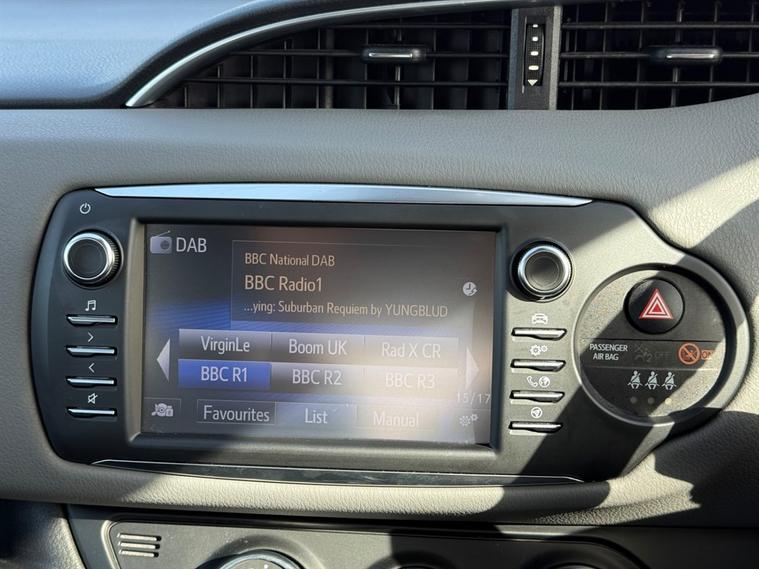 DAB
BBC National DAB
BBC Radio1
...ying: Suburban Requiem by YUNGBLUD
VirginLe Boom UK Rad X CR
BBC R1 BBC R2 BBC R3
15/17
Favourites List Manual
PASSENGER
AIR BAG
OFF
ON